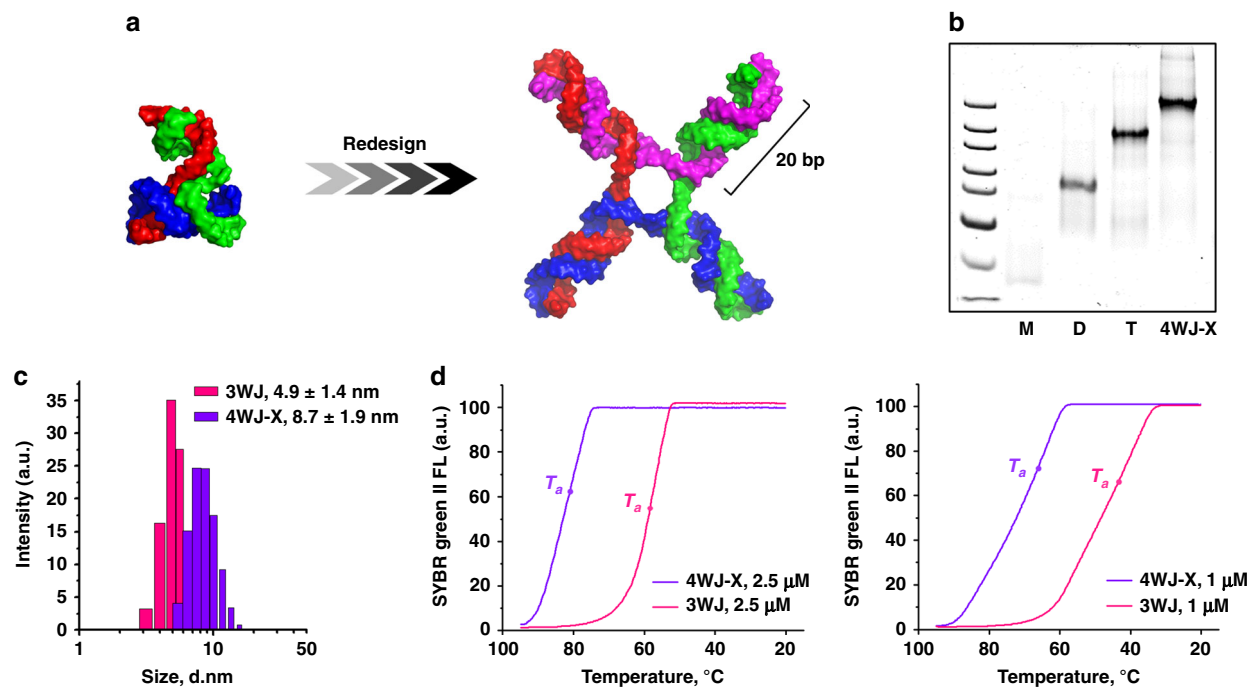 a
Redesign
20 bp
b
M D T 4WJ-X
c
3WJ, 4.9 ± 1.4 nm
4WJ-X, 8.7 ± 1.9 nm
Intensity (a.u.)
35
30
25
20
15
10
5
0
1 10 50
Size, d.nm
d
SYBR green II FL (a.u.)
100
80
60
40
20
0
Ta
Ta
4WJ-X, 2.5 μM
3WJ, 2.5 μM
100 80 60 40 20
Temperature, °C
SYBR green II FL (a.u.)
100
80
60
40
20
0
Ta
Ta
4WJ-X, 1 μM
3WJ, 1 μM
100 80 60 40 20
Temperature, °C